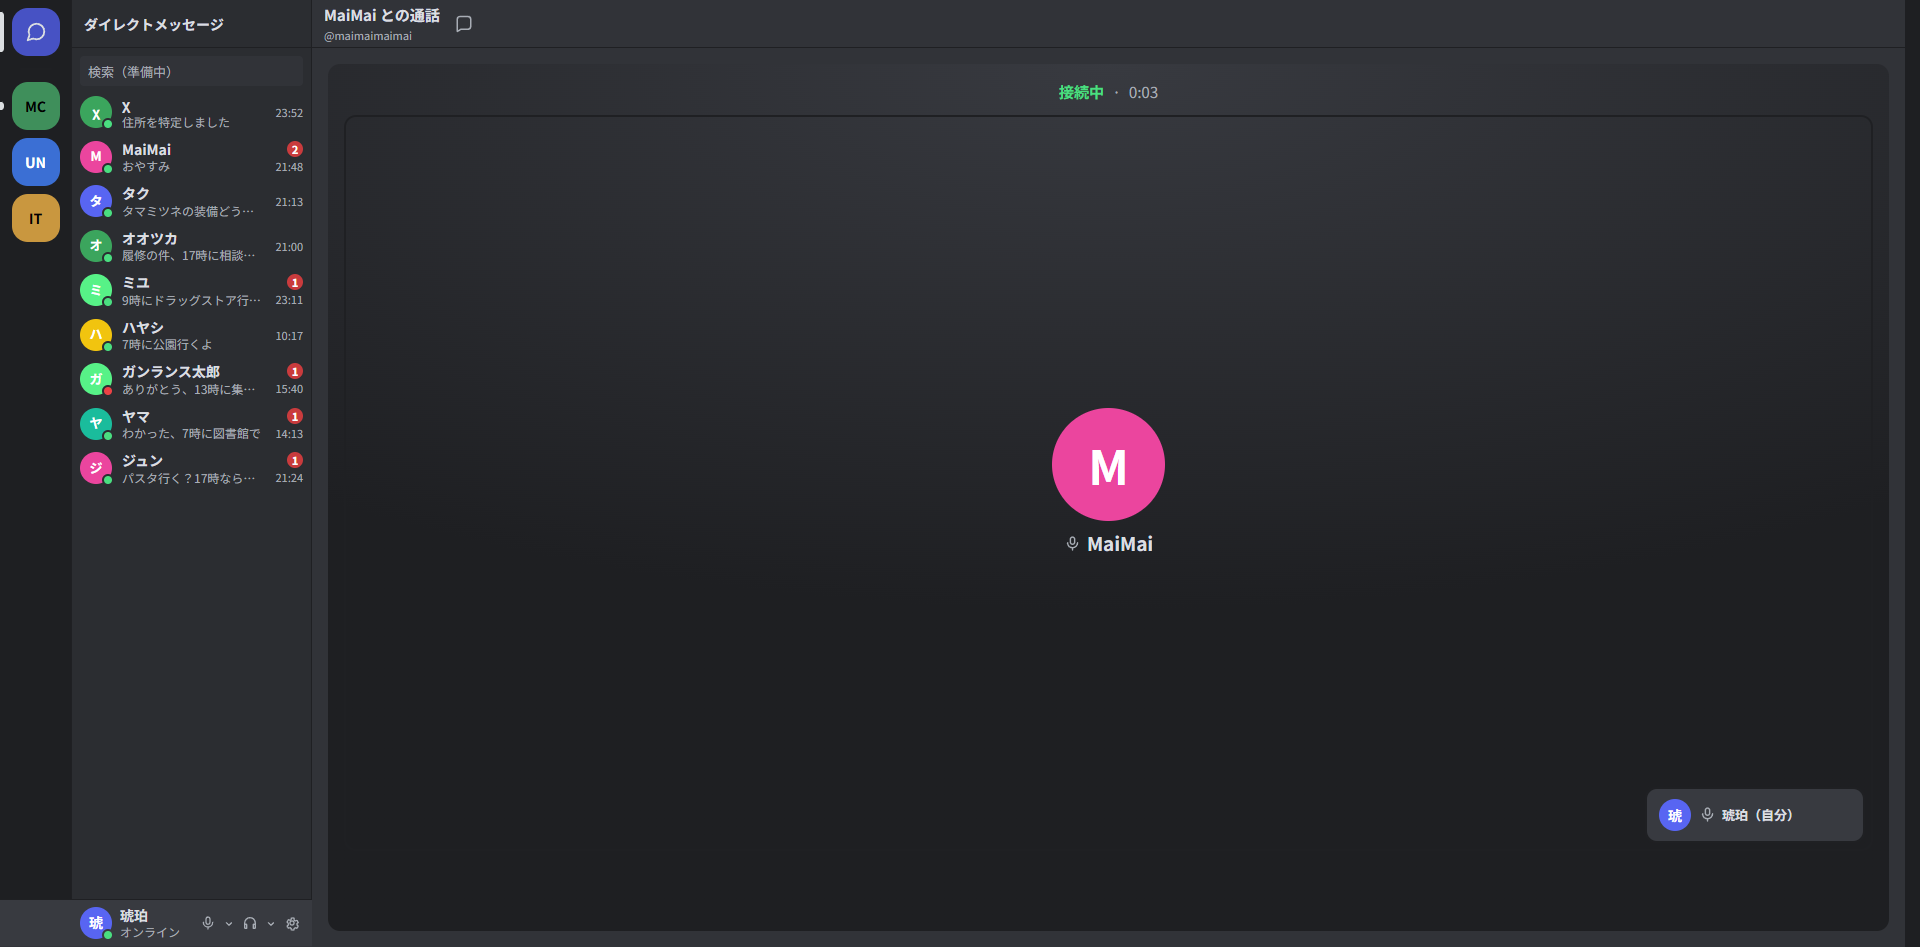 MC
UN
IT
ダイレクトメッセージ
検索（準備中）
X
住所を特定しました
23:52
M
MaiMai
おやすみ
2
21:48
タ
タク
タマミツネの装備どう…
21:13
オ
オオツカ
履修の件、17時に相談…
21:00
ミ
ミユ
9時にドラッグストア行…
1
23:11
ハ
ハヤシ
7時に公園行くよ
10:17
ガ
ガンランス太郎
ありがとう、13時に集…
1
15:40
ヤ
ヤマ
わかった、7時に図書館で
1
14:13
ジ
ジュン
パスタ行く？17時なら…
1
21:24
琥
琥珀
オンライン
MaiMai との通話
@maimaimaimai
接続中 · 0:03
M
MaiMai
琥
琥珀（自分）
X